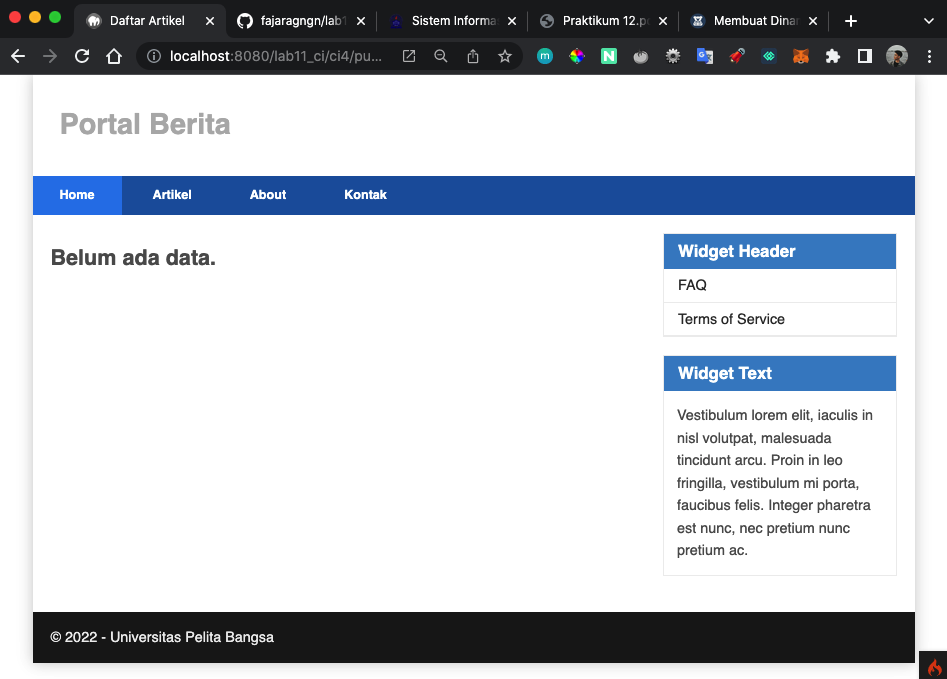 Daftar Artikel
fajaragngn/lab1
Sistem Informa
Praktikum 12.p
Membuat Dinar
localhost:8080/lab11_ci/ci4/pu...
Portal Berita
Home
Artikel
About
Kontak
Belum ada data.
Widget Header
FAQ
Terms of Service
Widget Text
Vestibulum lorem elit, iaculis in
nisl volutpat, malesuada
tincidunt arcu. Proin in leo
fringilla, vestibulum mi porta,
faucibus felis. Integer pharetra
est nunc, nec pretium nunc
pretium ac.
© 2022 - Universitas Pelita Bangsa